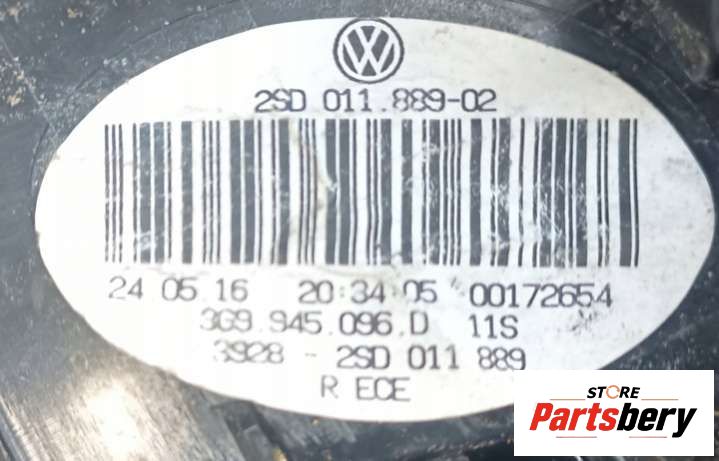 2SD 011.889-02
24 05 16 20:34:05 00172654
3G9.945.096.D 11S
3928 - 2SD 011 889
R ECE
STORE
Partsbery